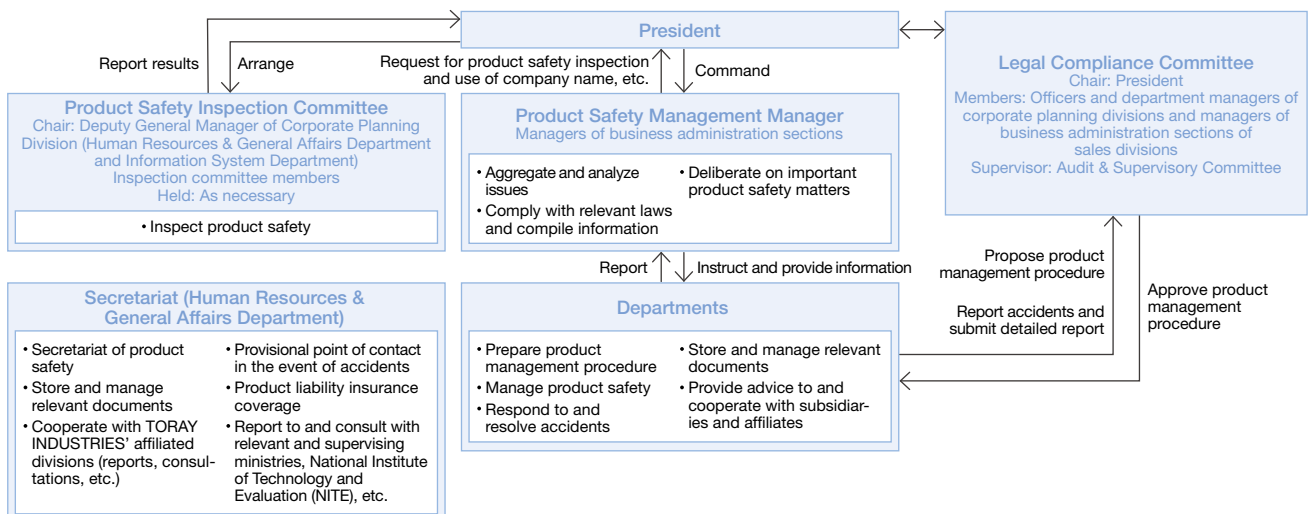 President
Report results
Arrange
Request for product safety inspection
and use of company name, etc.
Command
Legal Compliance Committee
Chair: President
Members: Officers and department managers of
corporate planning divisions and managers of
business administration sections of
sales divisions
Supervisor: Audit & Supervisory Committee
Product Safety Inspection Committee
Chair: Deputy General Manager of Corporate Planning
Division (Human Resources & General Affairs Department
and Information System Department)
Inspection committee members
Held: As necessary
• Inspect product safety
Product Safety Management Manager
Managers of business administration sections
• Aggregate and analyze
issues
• Comply with relevant laws
and compile information
• Deliberate on important
product safety matters
Report
Instruct and provide information
Propose product
management procedure
Report accidents and
submit detailed report
Approve product
management
procedure
Secretariat (Human Resources &
General Affairs Department)
• Secretariat of product
safety
• Store and manage
relevant documents
• Cooperate with TORAY
INDUSTRIES’ affiliated
divisions (reports, consul-
tations, etc.)
• Provisional point of contact
in the event of accidents
• Product liability insurance
coverage
• Report to and consult with
relevant and supervising
ministries, National Institute
of Technology and
Evaluation (NITE), etc.
Departments
• Prepare product
management procedure
• Manage product safety
• Respond to and
resolve accidents
• Store and manage relevant
documents
• Provide advice to and
cooperate with subsidiar-
ies and affiliates